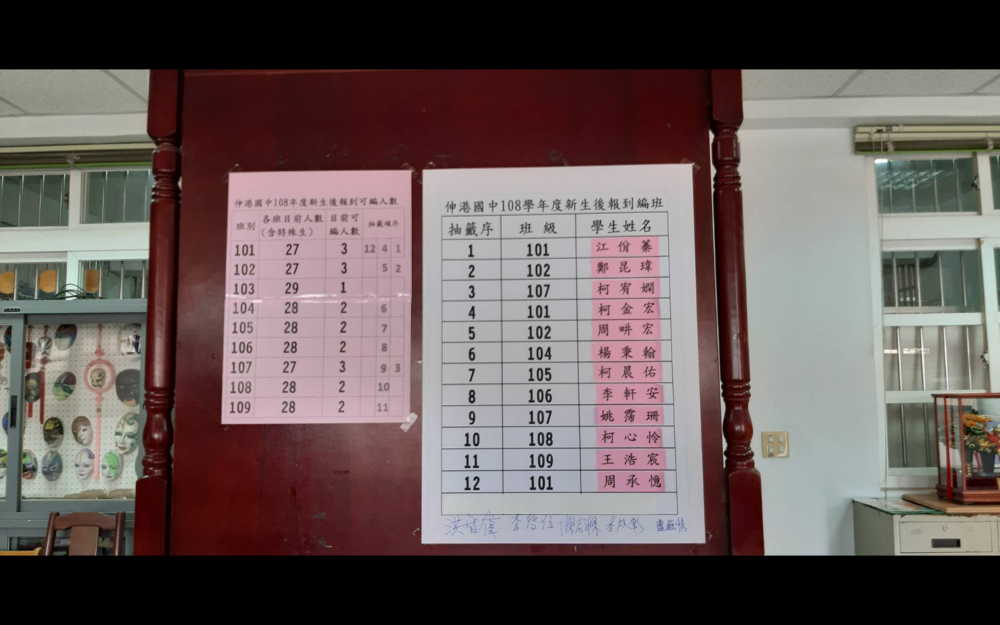 伸港國中108年度新生後報到可編人數
班別 各班目前人數(含特殊生) 目前可編人數 抽籤順序
101 27 3 12 4 1
102 27 3 5 2
103 29 1
104 28 2 6
105 28 2 7
106 28 2 8
107 27 3 9 3
108 28 2 10
109 28 2 11
伸港國中108學年度新生後報到編班
抽籤序 班級 學生姓名
1 101 江佾蓁
2 102 鄭昆瑋
3 107 柯宥嫻
4 101 柯金宏
5 102 周畊宏
6 104 楊秉翰
7 105 柯晨佑
8 106 李軒安
9 107 姚霈珊
10 108 柯心怜
11 109 王浩宸
12 101 周承憶